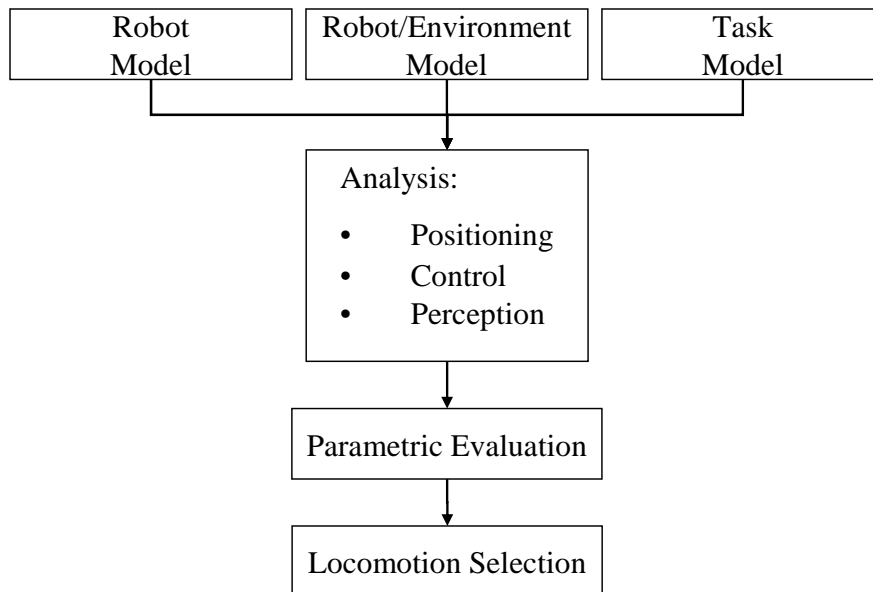 Robot
Model
Robot/Environment
Model
Task
Model
Analysis:
• Positioning
• Control
• Perception
Parametric Evaluation
Locomotion Selection